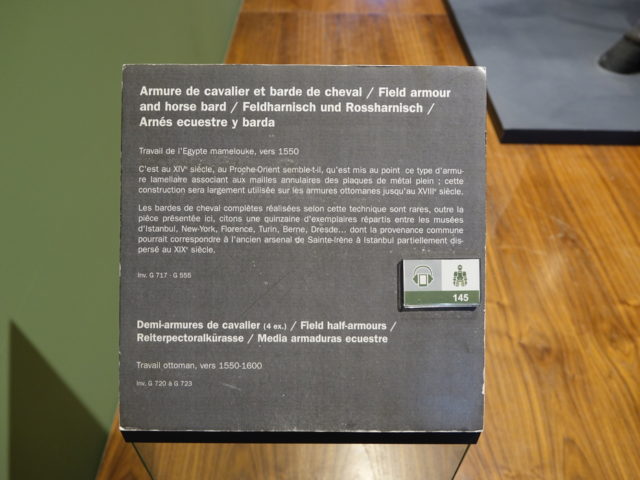 Armure de cavalier et barde de cheval / Field armour
and horse bard / Feldharnisch und Rossharnisch /
Arnés ecuestre y barda
Travail de l'Egypte mamelouke, vers 1550
C'est au XIVe siècle, au Proche-Orient semble-t-il, qu'est mis au point ce type d'armu-
re lamellaire associant aux mailles annulaires des plaques de métal plein ; cette
construction sera largement utilisée sur les armures ottomanes jusqu'au XVIIIe siècle.
Les bardes de cheval complètes réalisées selon cette technique sont rares, outre la
pièce présentée ici, citons une quinzaine d'exemplaires répartis entre les musées
d'Istanbul, New-York, Florence, Turin, Berne, Dresde... dont la provenance commune
pourrait correspondre à l'ancien arsenal de Sainte-Irène à Istanbul partiellement dis-
persé au XIXe siècle.
Inv. G 717 - G 555
145
Demi-armures de cavalier (4 ex.) / Field half-armours /
Reiterpectoralkürasse / Media armaduras ecuestre
Travail ottoman, vers 1550-1600
Inv. G 720 à G 723